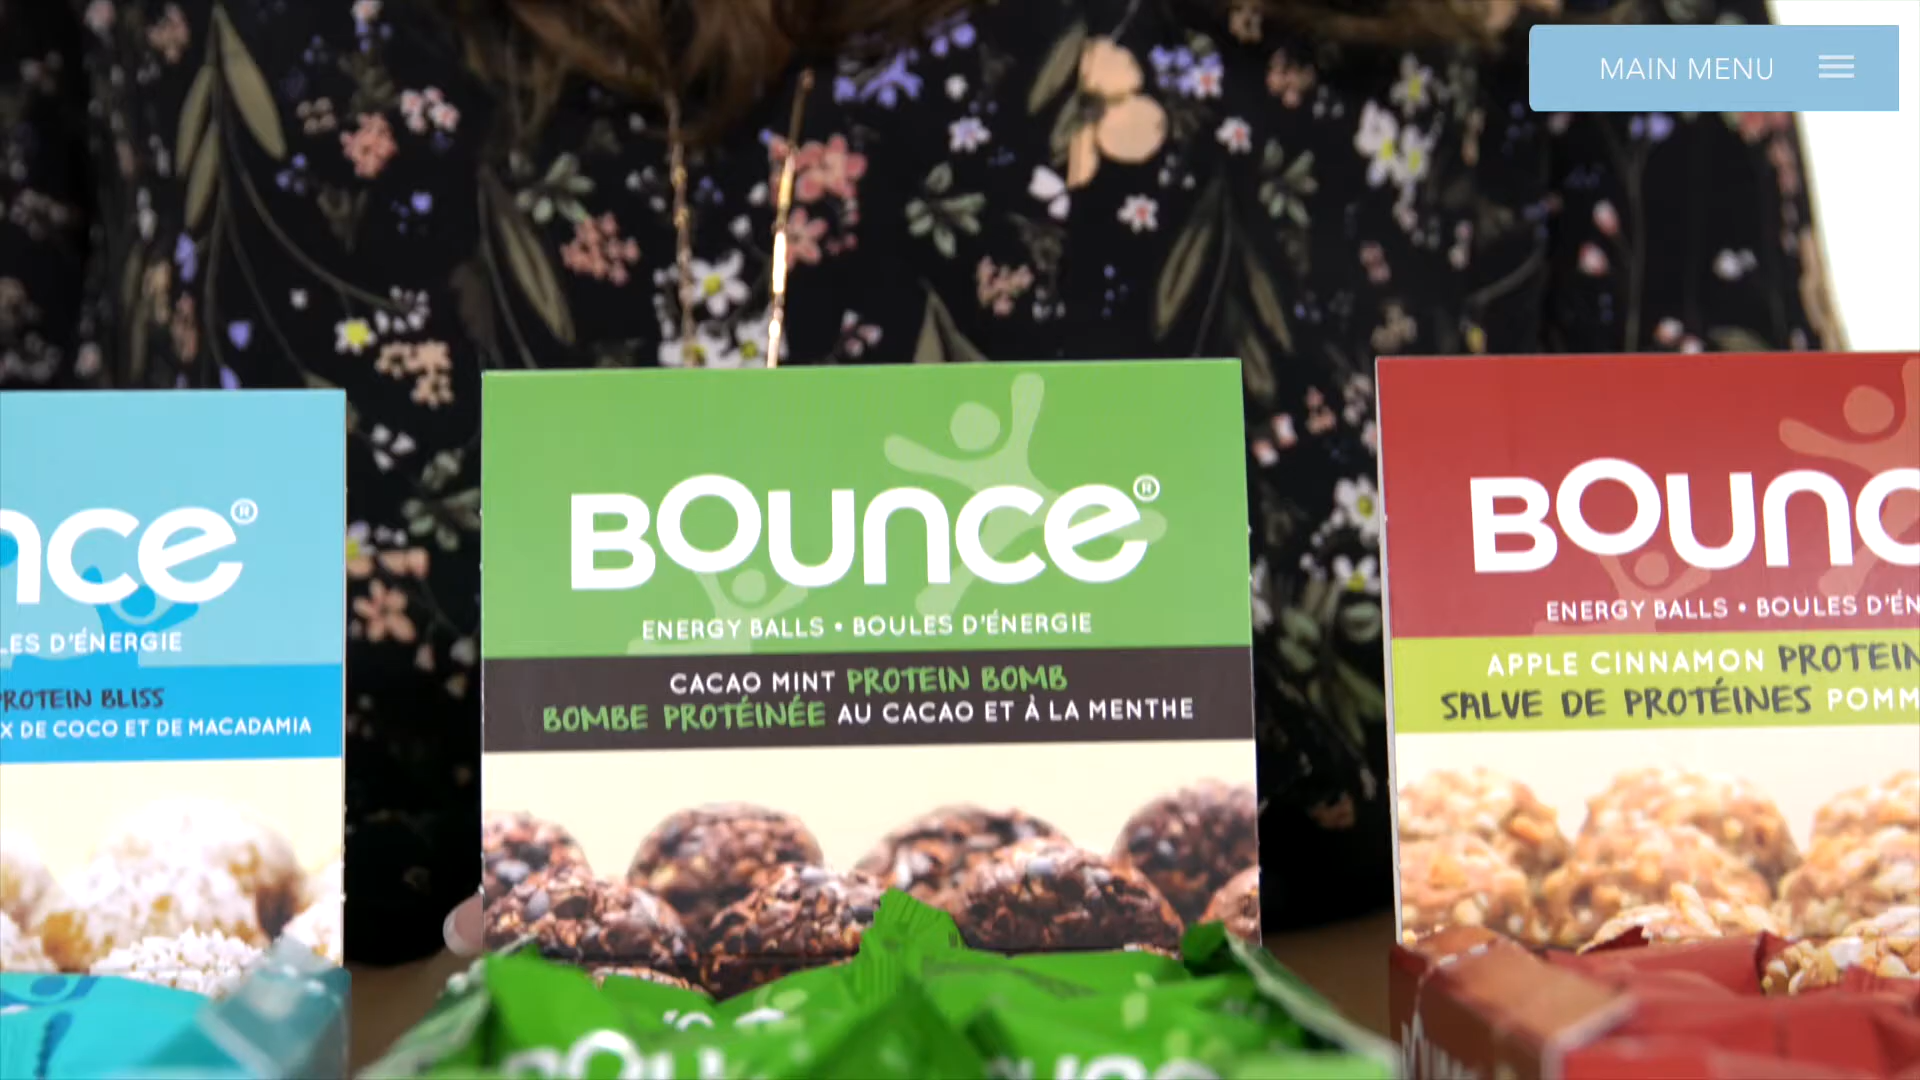 MAIN MENU
nce®
LES D'ÉNERGIE
PROTEIN BLISS
X DE COCO ET DE MACADAMIA
BOUNCE®
ENERGY BALLS • BOULES D'ÉNERGIE
CACAO MINT PROTEIN BOMB
BOMBE PROTÉINÉE AU CACAO ET À LA MENTHE
BOUNC
ENERGY BALLS • BOULES D'ÉN
APPLE CINNAMON PROTEIN
SALVE DE PROTÉINES POMM